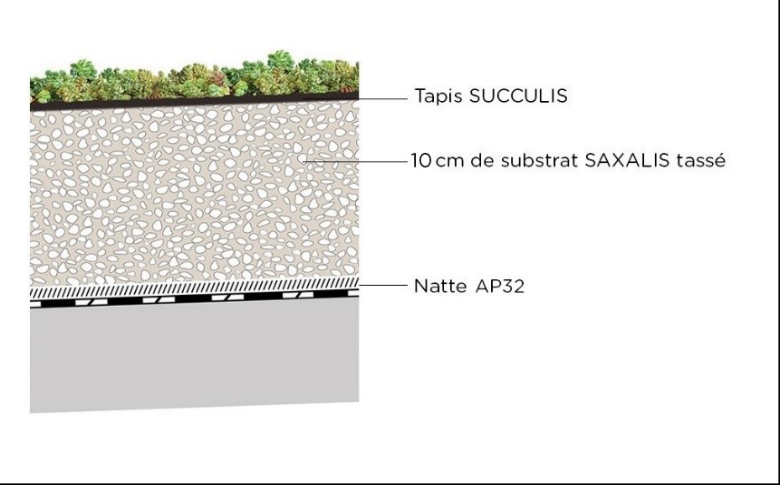 Tapis SUCCULIS
10 cm de substrat SAXALIS tassé
Natte AP32